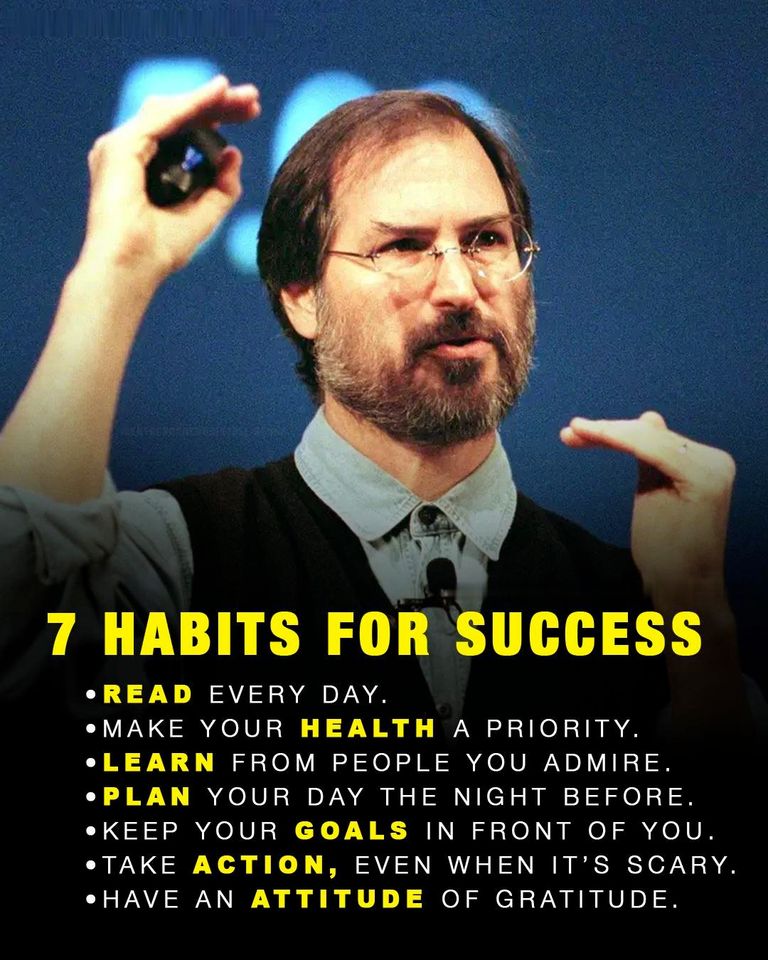 7 HABITS FOR SUCCESS
•READ EVERY DAY.
•MAKE YOUR HEALTH A PRIORITY.
•LEARN FROM PEOPLE YOU ADMIRE.
•PLAN YOUR DAY THE NIGHT BEFORE.
•KEEP YOUR GOALS IN FRONT OF YOU.
•TAKE ACTION, EVEN WHEN IT'S SCARY.
•HAVE AN ATTITUDE OF GRATITUDE.